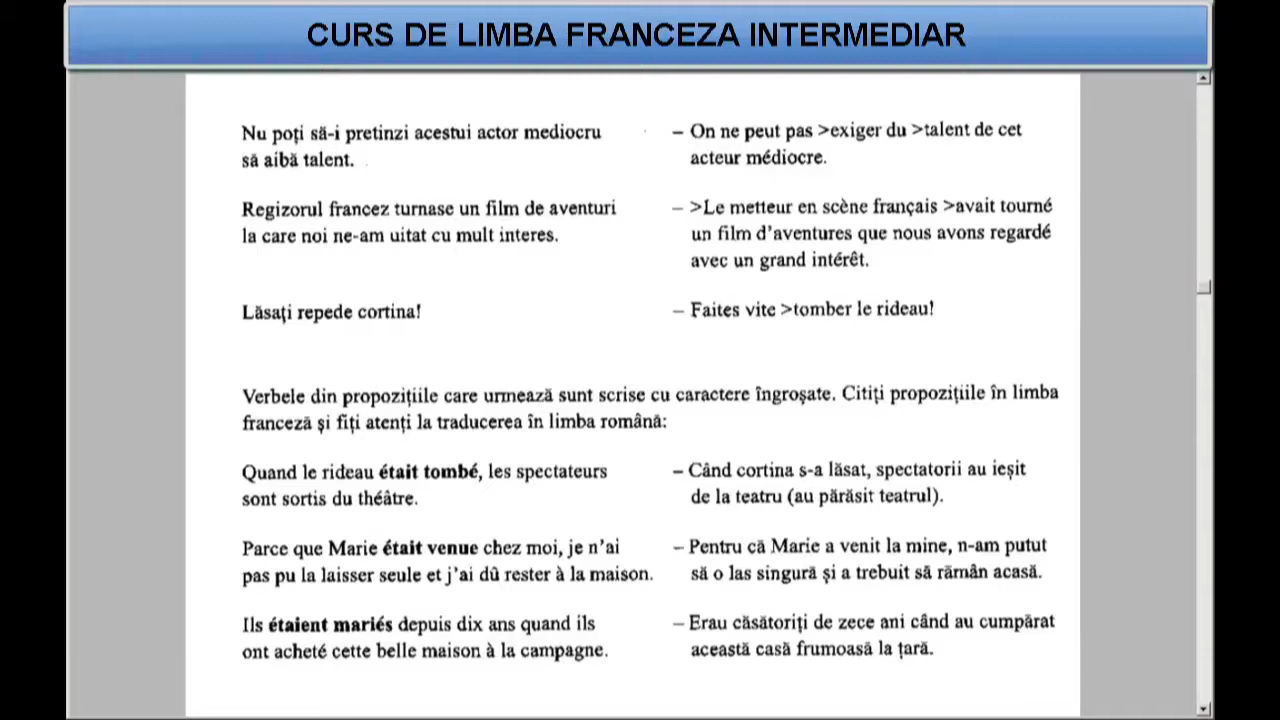 CURS DE LIMBA FRANCEZA INTERMEDIAR
Nu poți să-i pretinzi acestui actor mediocru
să aibă talent.
– On ne peut pas >exiger du >talent de cet
acteur médiocre.
Regizorul francez turnase un film de aventuri
la care noi ne-am uitat cu mult interes.
– >Le metteur en scène français >avait tourné
un film d’aventures que nous avons regardé
avec un grand intérêt.
Lăsați repede cortina!
– Faites vite >tomber le rideau!
Verbele din propozițiile care urmează sunt scrise cu caractere îngroșate. Citiți propozițiile în limba
franceză și fiți atenți la traducerea în limba română:
Quand le rideau était tombé, les spectateurs
sont sortis du théâtre.
– Când cortina s-a lăsat, spectatorii au ieșit
de la teatru (au părăsit teatrul).
Parce que Marie était venue chez moi, je n’ai
pas pu la laisser seule et j’ai dû rester à la maison.
– Pentru că Marie a venit la mine, n-am putut
să o las singură și a trebuit să rămân acasă.
Ils étaient mariés depuis dix ans quand ils
ont acheté cette belle maison à la campagne.
– Erau căsătoriți de zece ani când au cumpărat
această casă frumoasă la țară.